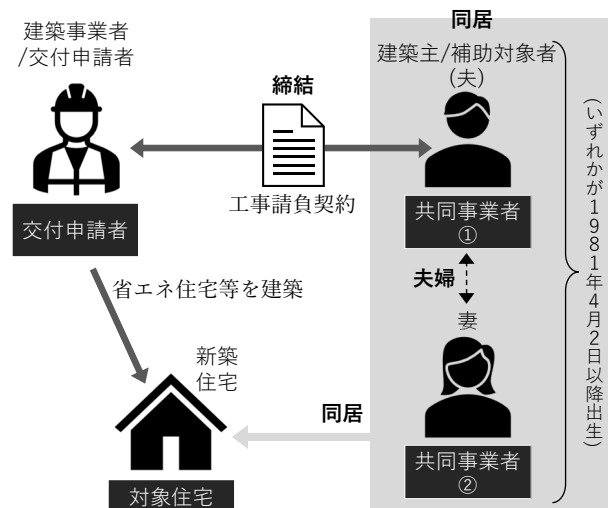 建築事業者
/交付申請者
交付申請者
締結
工事請負契約
同居
建築主/補助対象者
(夫)
共同事業者
①
夫婦
妻
共同事業者
②
(いずれかが1981年4月2日以降出生)
省エネ住宅等を建築
新築
住宅
対象住宅
同居